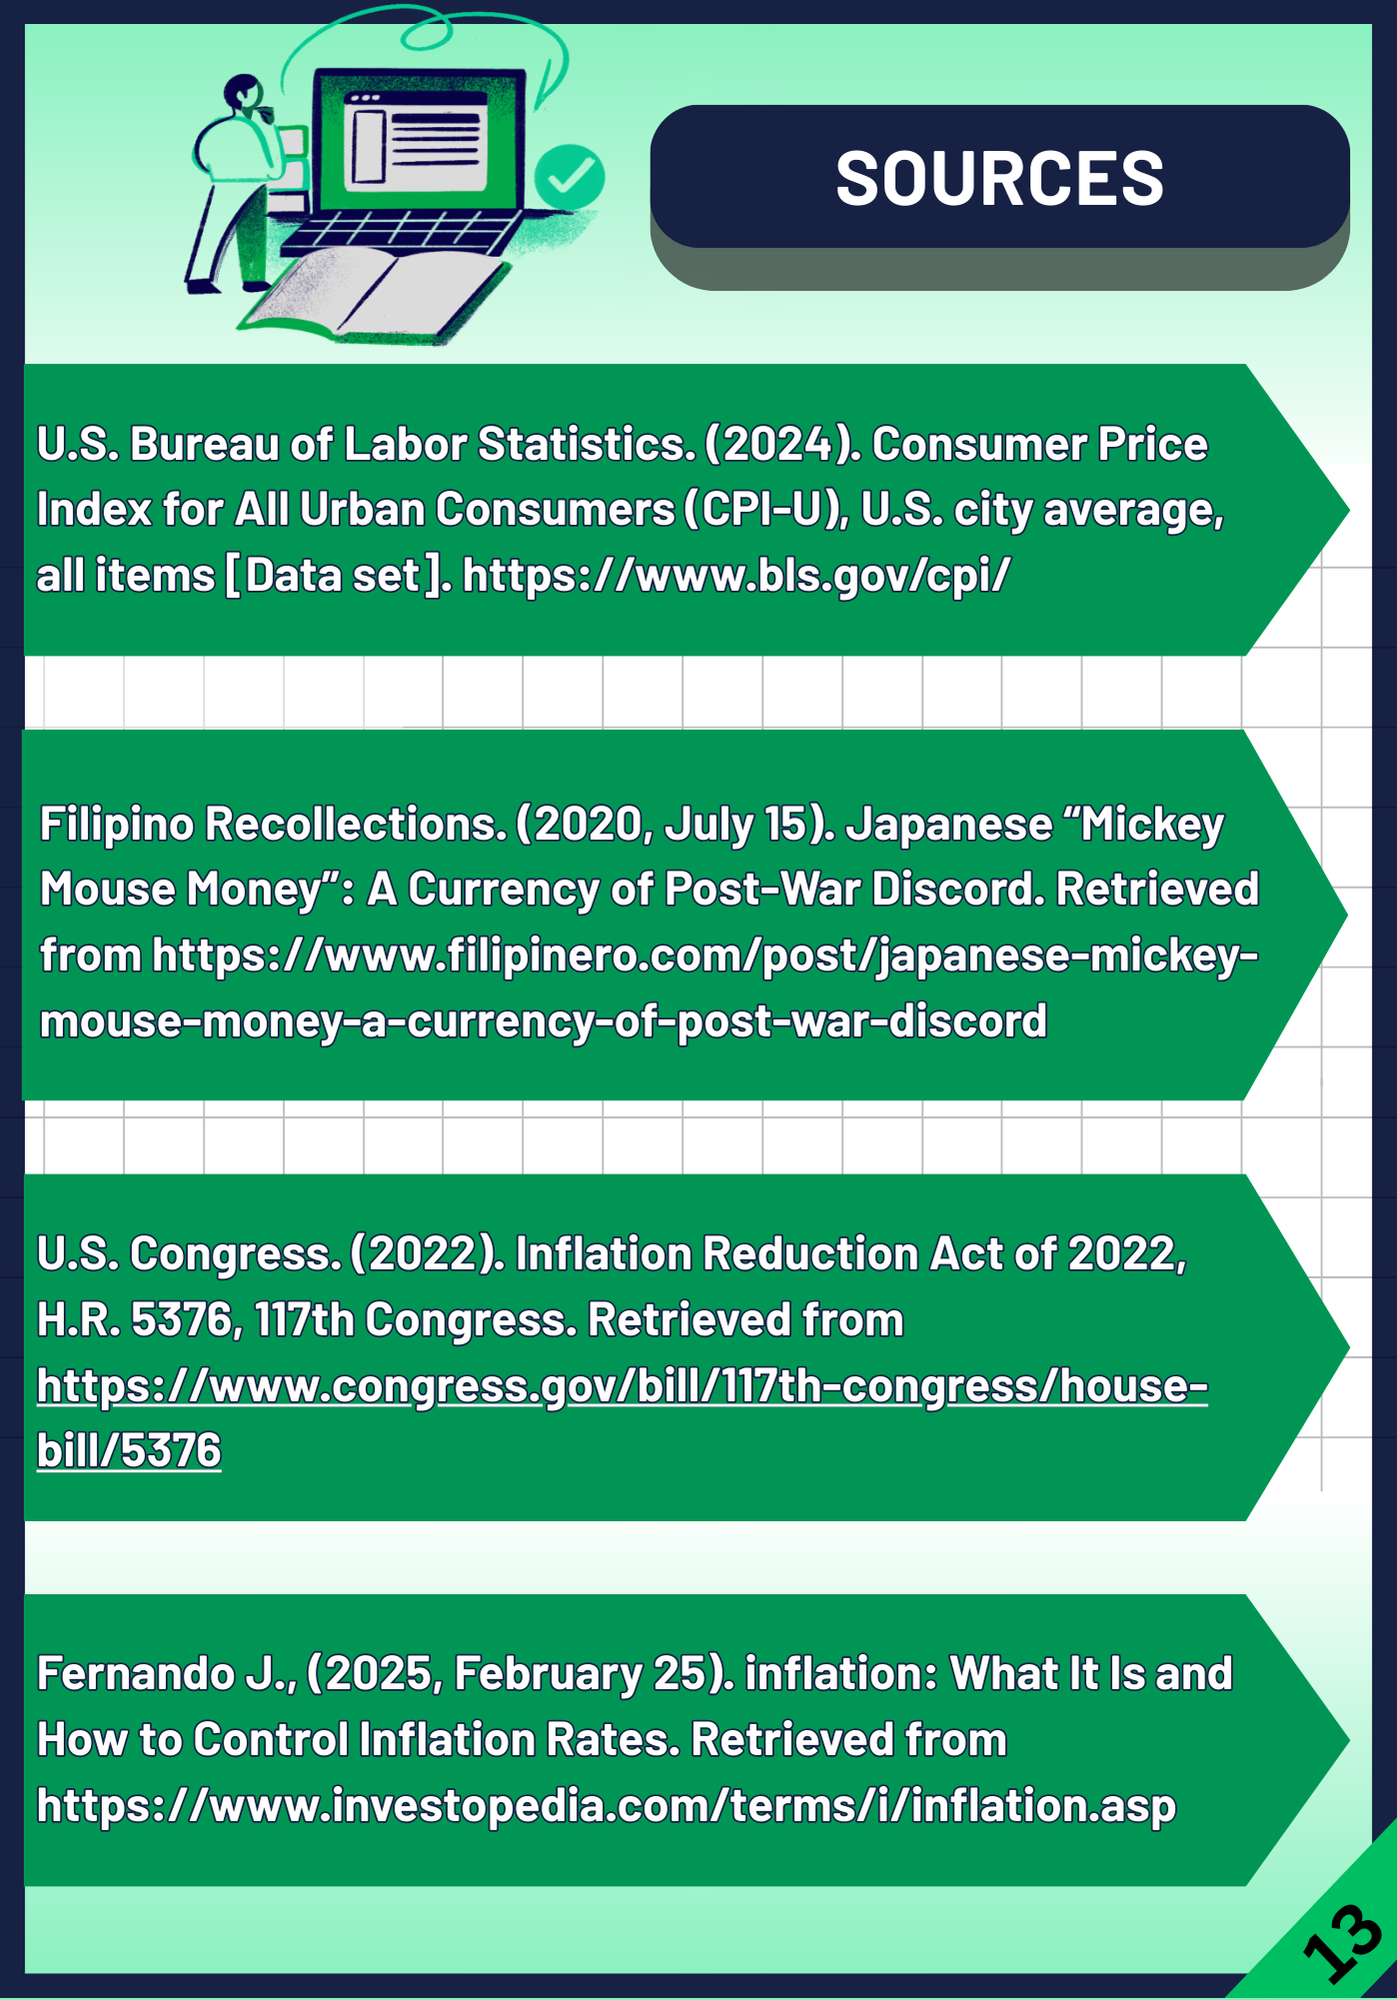 SOURCES
U.S. Bureau of Labor Statistics. (2024). Consumer Price
Index for All Urban Consumers (CPI-U), U.S. city average,
all items [Data set]. https://www.bls.gov/cpi/
Filipino Recollections. (2020, July 15). Japanese “Mickey
Mouse Money”: A Currency of Post-War Discord. Retrieved
from https://www.filipinero.com/post/japanese-mickey-
mouse-money-a-currency-of-post-war-discord
U.S. Congress. (2022). Inflation Reduction Act of 2022,
H.R. 5376, 117th Congress. Retrieved from
https://www.congress.gov/bill/117th-congress/house-
bill/5376
Fernando J., (2025, February 25). inflation: What It Is and
How to Control Inflation Rates. Retrieved from
https://www.investopedia.com/terms/i/inflation.asp
13